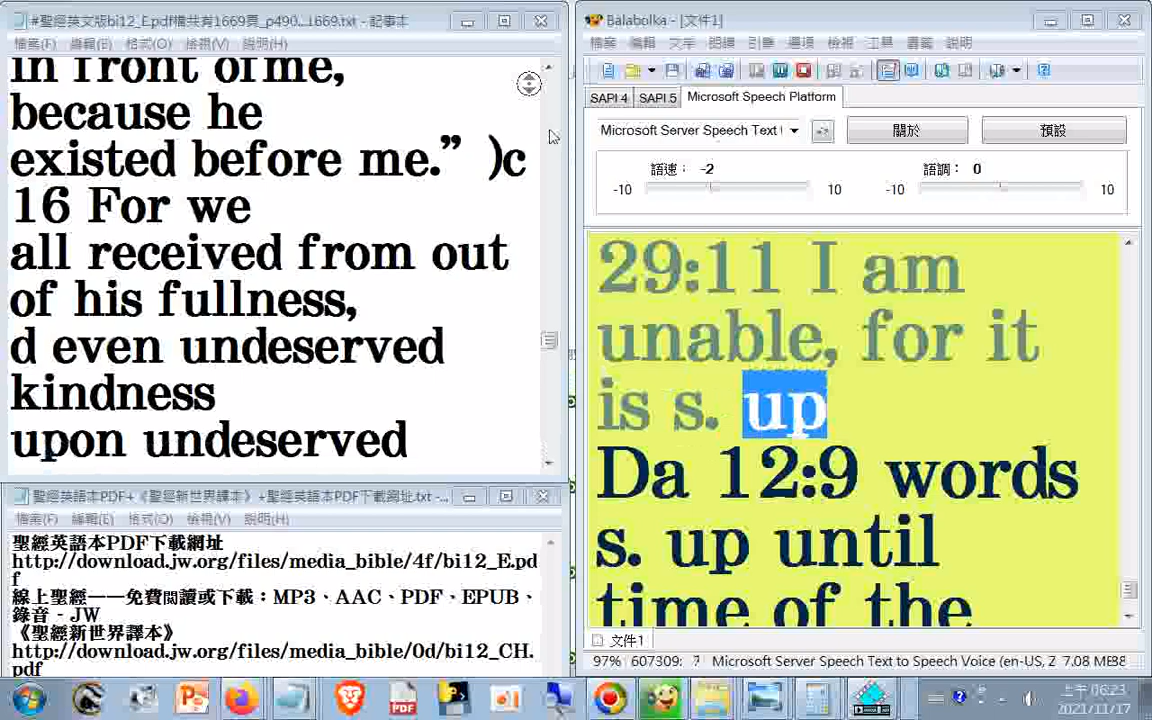 #聖經英文版bi12_E.pdf檔共有1669頁_p490...1669.txt - 記事本
檔案(F) 編輯(E) 格式(O) 檢視(V) 說明(H)
in front of me,
because he
existed before me.” )c
16 For we
all received from out
of his fullness,
d even undeserved
kindness
upon undeserved
聖經英語本PDF+《聖經新世界譯本》+聖經英語本PDF下載網址.txt -...
檔案(F) 編輯(E) 格式(O) 檢視(V) 說明(H)
聖經英語本PDF下載網址
http://download.jw.org/files/media_bible/4f/bi12_E.pd
f
線上聖經——免費閱讀或下載：MP3、AAC、PDF、EPUB、
錄音 - JW
《聖經新世界譯本》
http://download.jw.org/files/media_bible/0d/bi12_CH.
pdf
Balabolka - [文件1]
檔案 編輯 文字 朗讀 引擎 選項 檢視 工具 書籤 說明
SAPI 4 SAPI 5 Microsoft Speech Platform
Microsoft Server Speech Text 關於 預設
語速： -2 語調： 0
-10 10 -10 10
29:11 I am
unable, for it
is s. up
Da 12:9 words
s. up until
time of the
文件1
97% 607309: 7 Microsoft Server Speech Text to Speech Voice (en-US, Z 7.08 MB
PDF
上午 06:23
2021/11/17